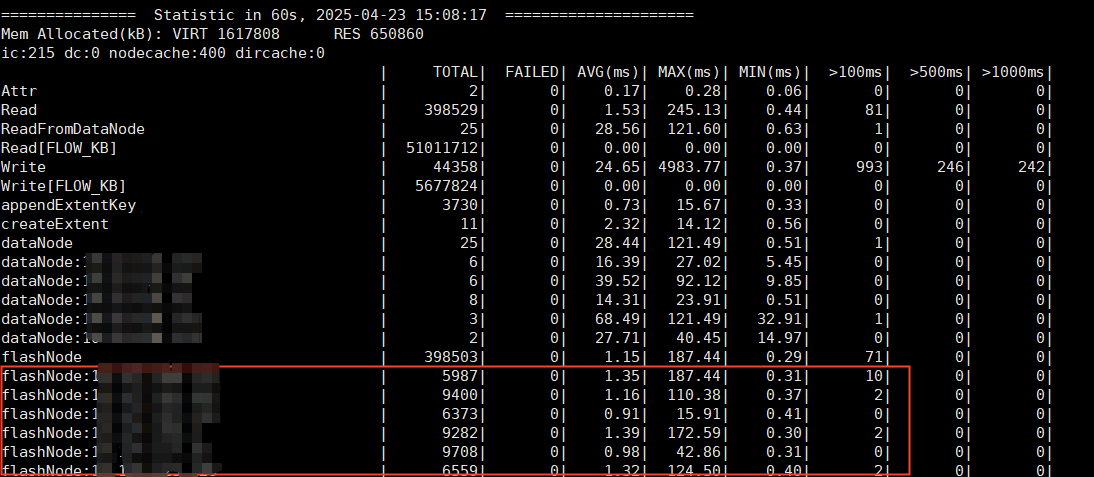 ===============  Statistic in 60s, 2025-04-23 15:08:17  =====================
Mem Allocated(kB): VIRT 1617808      RES 650860
ic:215 dc:0 nodecache:400 dircache:0
| TOTAL| FAILED| AVG(ms)| MAX(ms)| MIN(ms)| >100ms| >500ms| >1000ms|
Attr | 2| 0| 0.17| 0.28| 0.06| 0| 0| 0|
Read | 398529| 0| 1.53| 245.13| 0.44| 81| 0| 0|
ReadFromDataNode | 25| 0| 28.56| 121.60| 0.63| 1| 0| 0|
Read[FLOW_KB] | 51011712| 0| 0.00| 0.00| 0.00| 0| 0| 0|
Write | 44358| 0| 24.65| 4983.77| 0.37| 993| 246| 242|
Write[FLOW_KB] | 5677824| 0| 0.00| 0.00| 0.00| 0| 0| 0|
appendExtentKey | 3730| 0| 0.73| 15.67| 0.33| 0| 0| 0|
createExtent | 11| 0| 2.32| 14.12| 0.56| 0| 0| 0|
dataNode | 25| 0| 28.44| 121.49| 0.51| 1| 0| 0|
dataNode:1 | 6| 0| 16.39| 27.02| 5.45| 0| 0| 0|
dataNode:1 | 6| 0| 39.52| 92.12| 9.85| 0| 0| 0|
dataNode: | 8| 0| 14.31| 23.91| 0.51| 0| 0| 0|
dataNode:1 | 3| 0| 68.49| 121.49| 32.91| 1| 0| 0|
dataNode:1 | 2| 0| 27.71| 40.45| 14.97| 0| 0| 0|
flashNode | 398503| 0| 1.15| 187.44| 0.29| 71| 0| 0|
flashNode:1 | 5987| 0| 1.35| 187.44| 0.31| 10| 0| 0|
flashNode:1 | 9400| 0| 1.16| 110.38| 0.37| 2| 0| 0|
flashNode:1 | 6373| 0| 0.91| 15.91| 0.41| 0| 0| 0|
flashNode:1 | 9282| 0| 1.39| 172.59| 0.30| 2| 0| 0|
flashNode:1 | 9708| 0| 0.98| 42.86| 0.31| 0| 0| 0|
flashNode:1 | 6559| 0| 1.32| 124.50| 0.40| 2| 0| 0|